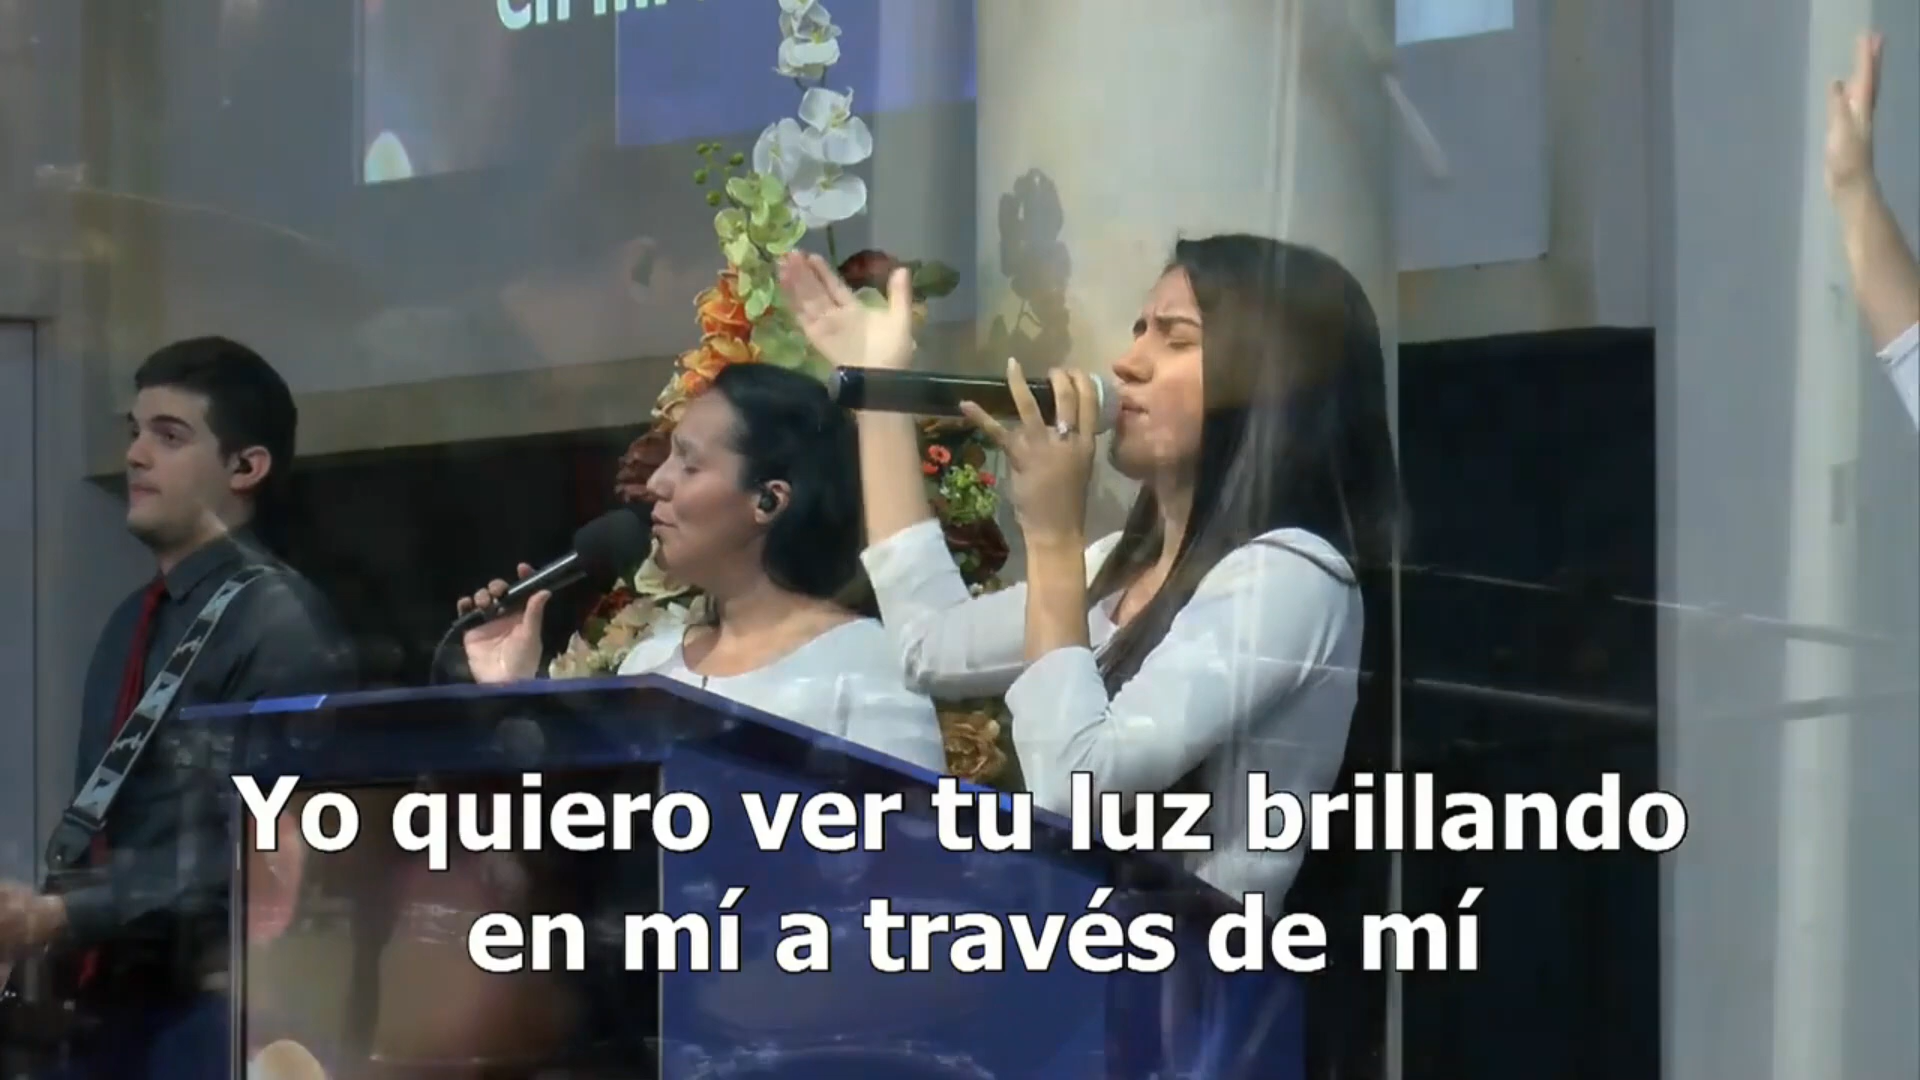 Yo quiero ver tu luz brillando
en mí a través de mí